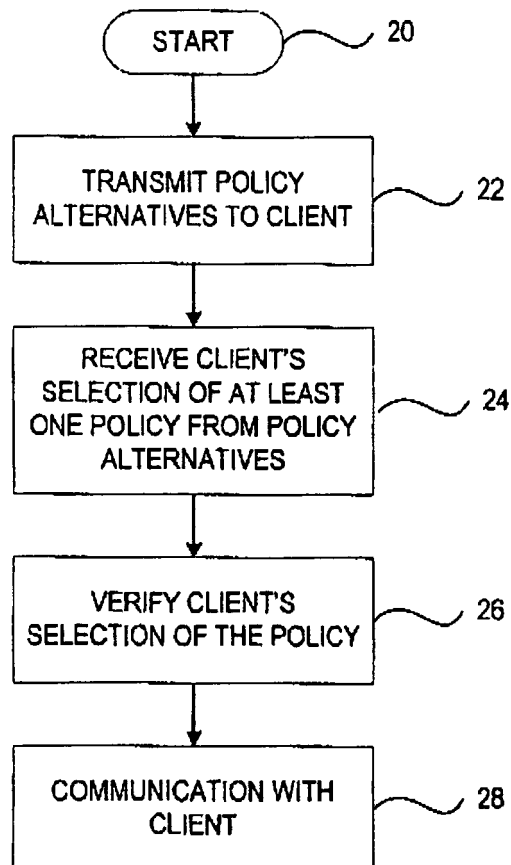 START
20
TRANSMIT POLICY
ALTERNATIVES TO CLIENT
22
RECEIVE CLIENT'S
SELECTION OF AT LEAST
ONE POLICY FROM POLICY
ALTERNATIVES
24
VERIFY CLIENT'S
SELECTION OF THE POLICY
26
COMMUNICATION WITH
CLIENT
28